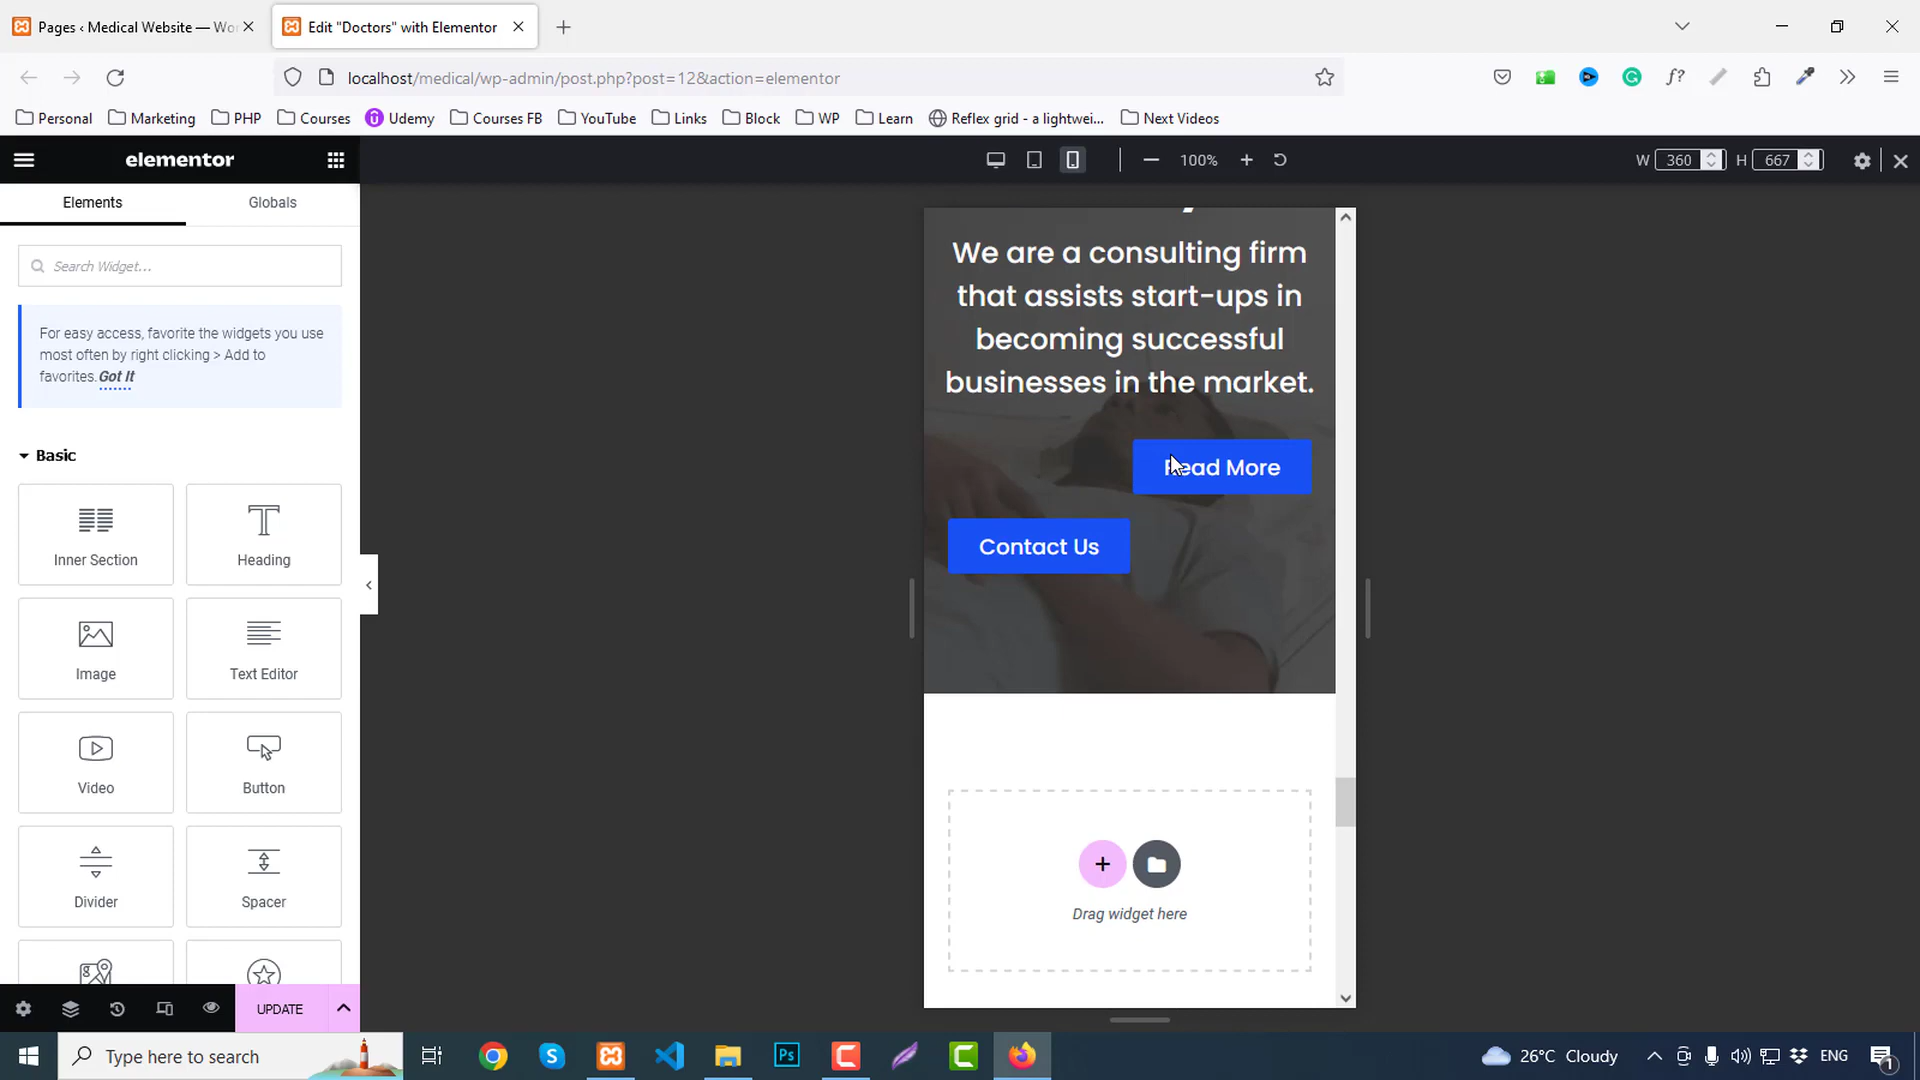 Pages ‹ Medical Website — Wo
Edit "Doctors" with Elementor
localhost/medical/wp-admin/post.php?post=12&action=elementor
Personal
Marketing
PHP
Courses
Udemy
Courses FB
YouTube
Links
Block
WP
Learn
Reflex grid - a lightwei...
Next Videos
elementor
100%
W 360
H 667
Elements
Globals
Search Widget...
For easy access, favorite the widgets you use
most often by right clicking > Add to
favorites. Got It
Basic
Inner Section
Heading
Image
Text Editor
Video
Button
Divider
Spacer
UPDATE
We are a consulting firm
that assists start-ups in
becoming successful
businesses in the market.
Read More
Contact Us
Drag widget here
Type here to search
Ps
26°C Cloudy
ENG
1